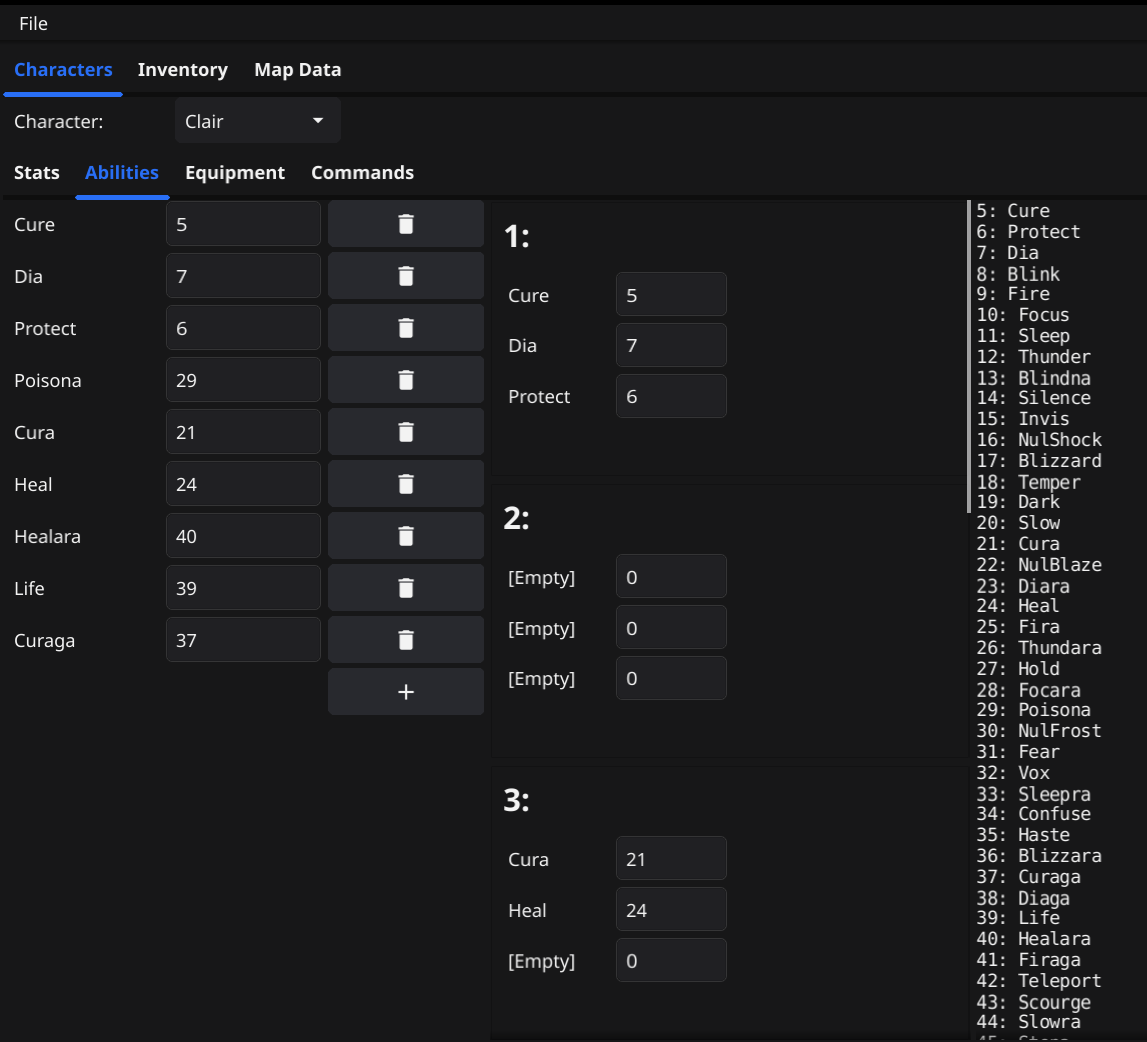 File
Characters Inventory Map Data
Character: Clair
Stats Abilities Equipment Commands
Cure 5
Dia 7
Protect 6
Poisona 29
Cura 21
Heal 24
Healara 40
Life 39
Curaga 37
+
1:
Cure 5
Dia 7
Protect 6
2:
[Empty] 0
[Empty] 0
[Empty] 0
3:
Cura 21
Heal 24
[Empty] 0
5: Cure
6: Protect
7: Dia
8: Blink
9: Fire
10: Focus
11: Sleep
12: Thunder
13: Blindna
14: Silence
15: Invis
16: NulShock
17: Blizzard
18: Temper
19: Dark
20: Slow
21: Cura
22: NulBlaze
23: Diara
24: Heal
25: Fira
26: Thundara
27: Hold
28: Focara
29: Poisona
30: NulFrost
31: Fear
32: Vox
33: Sleepra
34: Confuse
35: Haste
36: Blizzara
37: Curaga
38: Diaga
39: Life
40: Healara
41: Firaga
42: Teleport
43: Scourge
44: Slowra